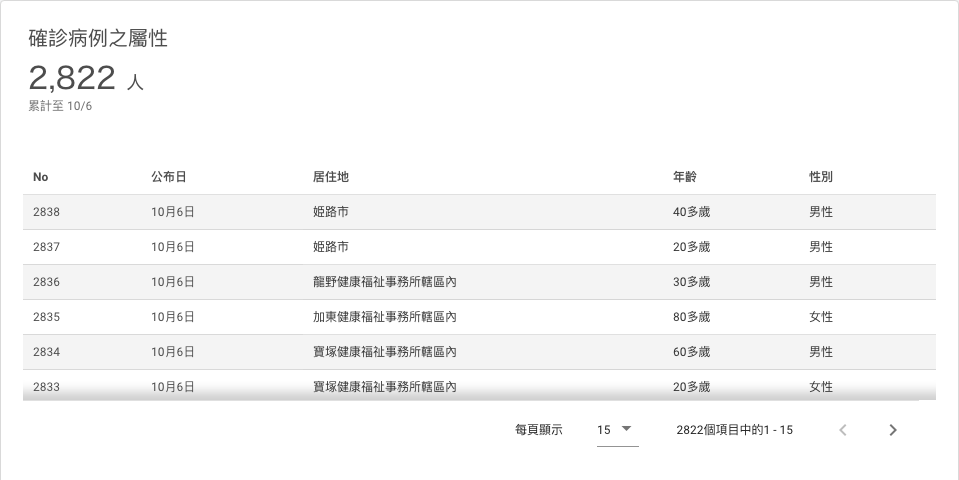 確診病例之屬性
2,822 人
累計至 10/6
No 公布日 居住地 年齡 性別
2838 10月6日 姬路市 40多歲 男性
2837 10月6日 姬路市 20多歲 男性
2836 10月6日 龍野健康福祉事務所轄區內 30多歲 男性
2835 10月6日 加東健康福祉事務所轄區內 80多歲 女性
2834 10月6日 寶塚健康福祉事務所轄區內 60多歲 男性
2833 10月6日 寶塚健康福祉事務所轄區內 20多歲 女性
每頁顯示 15 2822個項目中的1 - 15